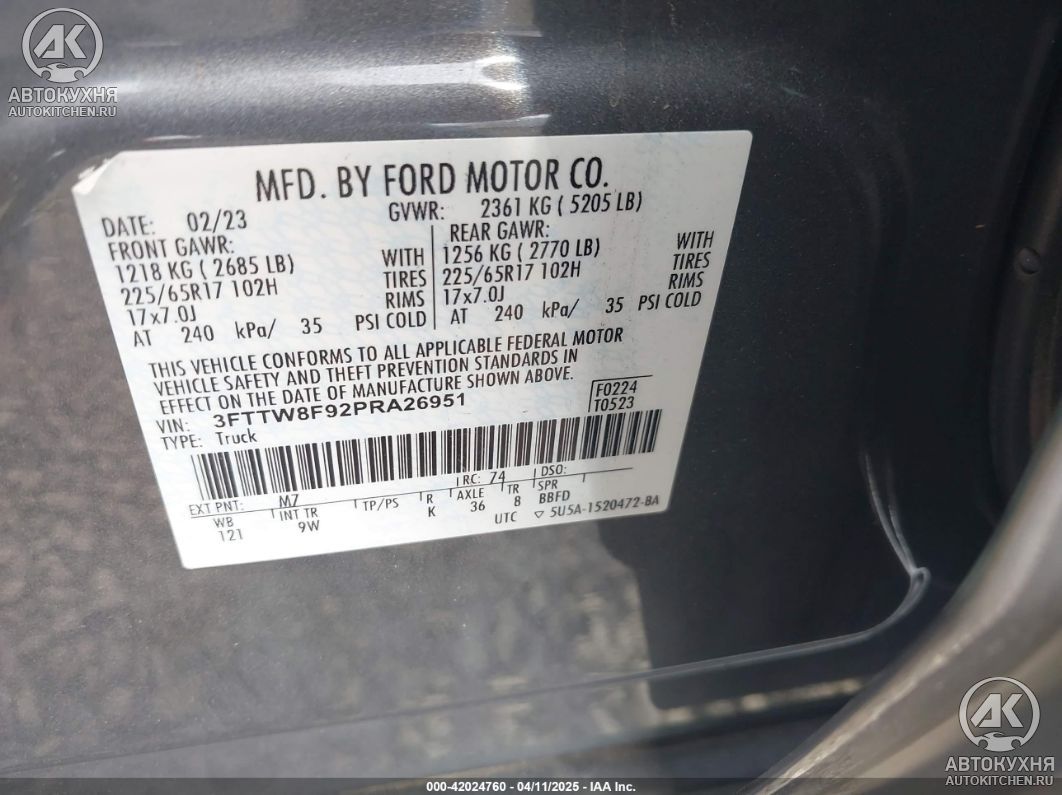 AK
АВТОКУХНЯ
AUTOKITCHEN.RU
MFD. BY FORD MOTOR CO.
DATE: 02/23 GVWR: 2361 KG ( 5205 LB)
FRONT GAWR: REAR GAWR:
1218 KG ( 2685 LB) WITH 1256 KG ( 2770 LB) WITH
225/65R17 102H TIRES 225/65R17 102H TIRES
17x7.0J RIMS 17x7.0J RIMS
AT 240 kPa/ 35 PSI COLD AT 240 kPa/ 35 PSI COLD
THIS VEHICLE CONFORMS TO ALL APPLICABLE FEDERAL MOTOR
VEHICLE SAFETY AND THEFT PREVENTION STANDARDS IN
EFFECT ON THE DATE OF MANUFACTURE SHOWN ABOVE.
VIN: 3FTTW8F92PRA26951 F0224
TYPE: Truck T0523
EXT PNT: M7 RC: 74 DSO:
WB INT TR TP/PS R AXLE TR SPR
121 9W K 36 8 BBFD
UTC ▽ 5U5A-1520472-BA
AK
АВТОКУХНЯ
AUTOKITCHEN.RU
000-42024760 - 04/11/2025 - IAA Inc.